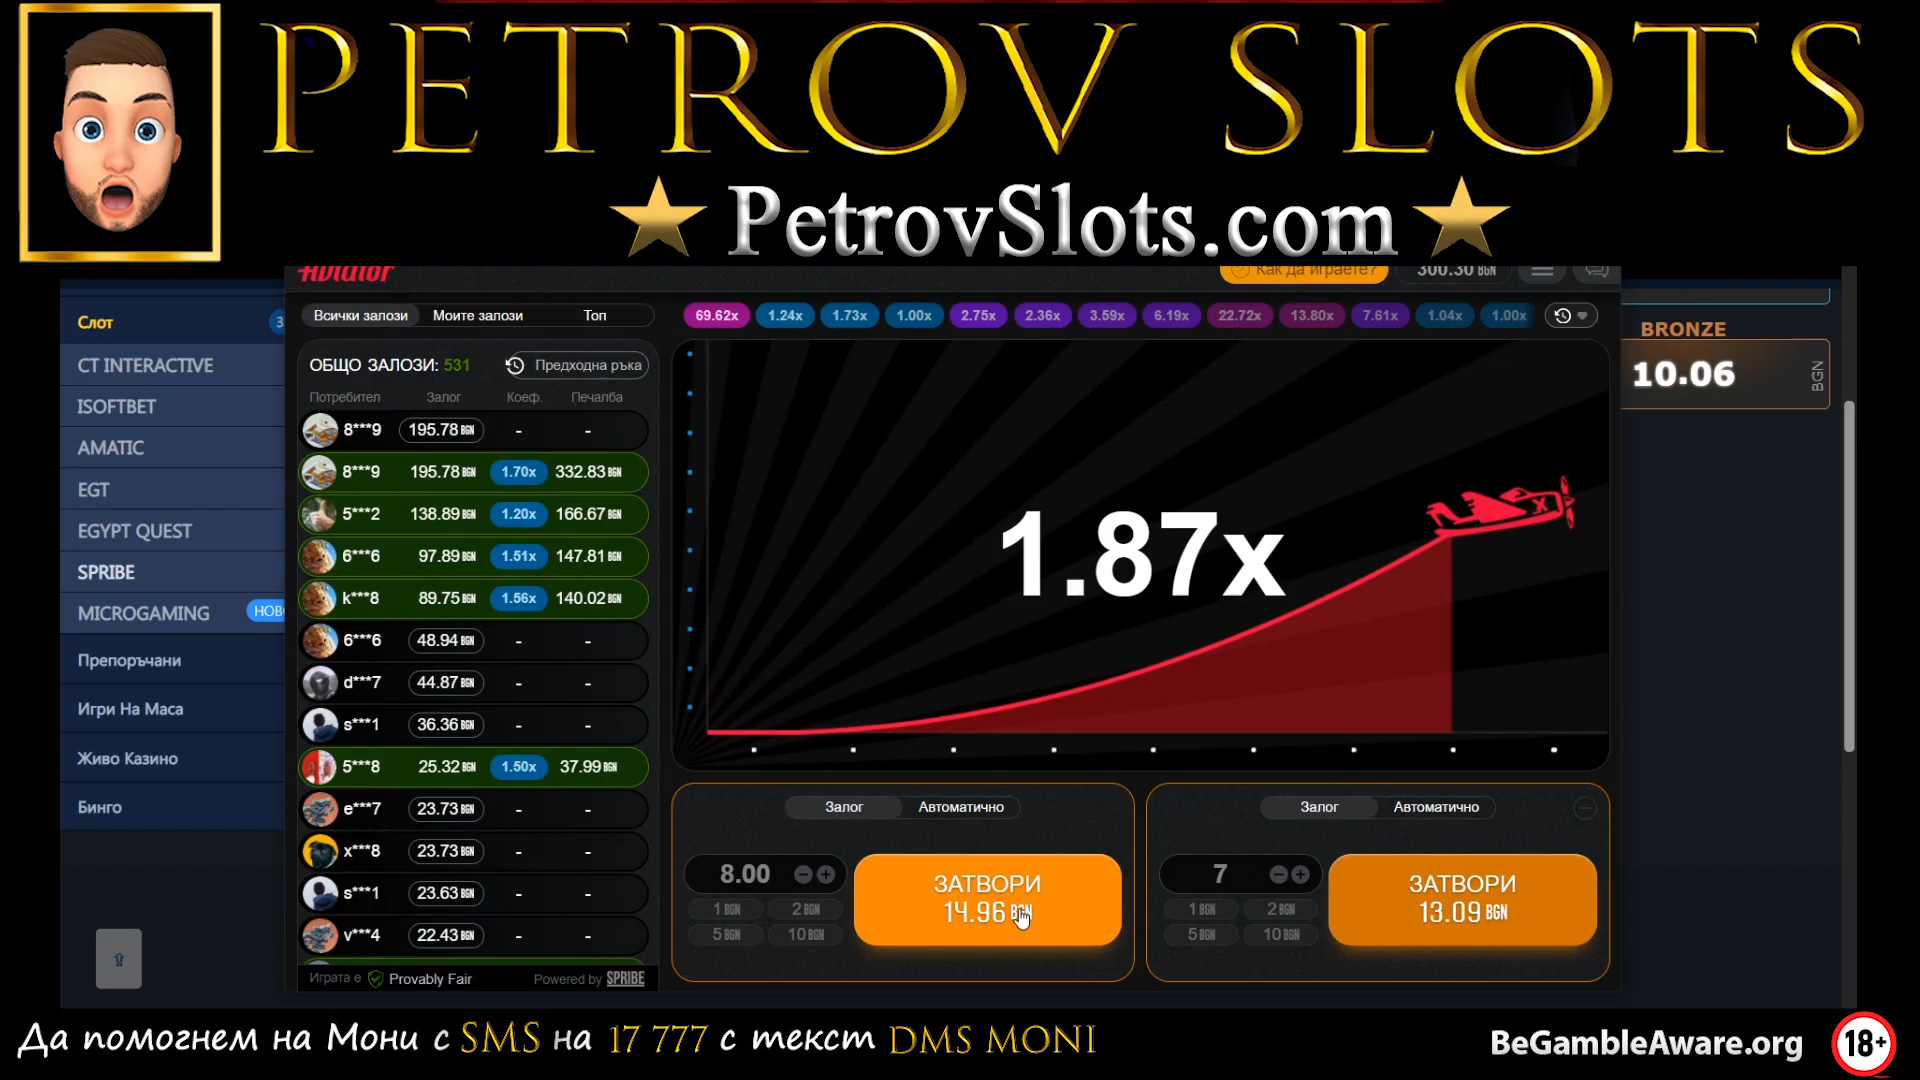 PETROV SLOTS
PetrovSlots.com
Aviator
Как да играете?
300.30 BGN
Слот
3
CT INTERACTIVE
ISOFTBET
AMATIC
EGT
EGYPT QUEST
SPRIBE
MICROGAMING
Препоръчани
Игри На Маса
Живо Казино
Бинго
Всички залози Моите залози Топ
ОБЩО ЗАЛОЗИ: 531 Предходна ръка
Потребител Залог Коеф. Печалба
8***9 195.78 BGN - -
8***9 195.78 BGN 1.70x 332.83 BGN
5***2 138.89 BGN 1.20x 166.67 BGN
6***6 97.89 BGN 1.51x 147.81 BGN
k***8 89.75 BGN 1.56x 140.02 BGN
6***6 48.94 BGN - -
d***7 44.87 BGN - -
s***1 36.36 BGN - -
5***8 25.32 BGN 1.50x 37.99 BGN
e***7 23.73 BGN - -
x***8 23.73 BGN - -
s***1 23.63 BGN - -
v***4 22.43 BGN - -
Играта е Provably Fair Powered by SPRIBE
69.62x 1.24x 1.73x 1.00x 2.75x 2.36x 3.59x 6.19x 22.72x 13.80x 7.61x 1.04x 1.00x
1.87x
Залог Автоматично
8.00
1 BGN 2 BGN
5 BGN 10 BGN
ЗАТВОРИ
14.96
Залог Автоматично
7
1 BGN 2 BGN
5 BGN 10 BGN
ЗАТВОРИ
13.09 BGN
BRONZE
10.06 BGN
Да помогнем на Мони с SMS на 17 777 с текст DMS MONI
BeGambleAware.org 18+